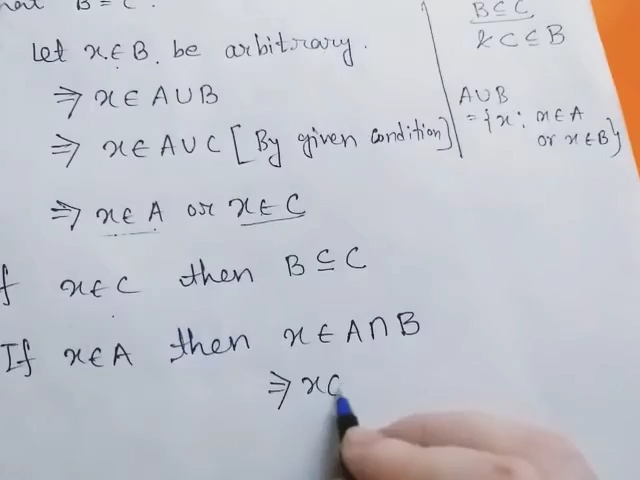 B = C.
Let x ∈ B. be arbitrary.
⇒ x ∈ A ∪ B
⇒ x ∈ A ∪ C [By given condition]
⇒ x ∈ A or x ∈ C
If x ∈ C then B ⊆ C
If x ∈ A then x ∈ A ∩ B
⇒ x ∈
B ⊆ C
& C ⊆ B
A ∪ B
= {x : x ∈ A
or x ∈ B}